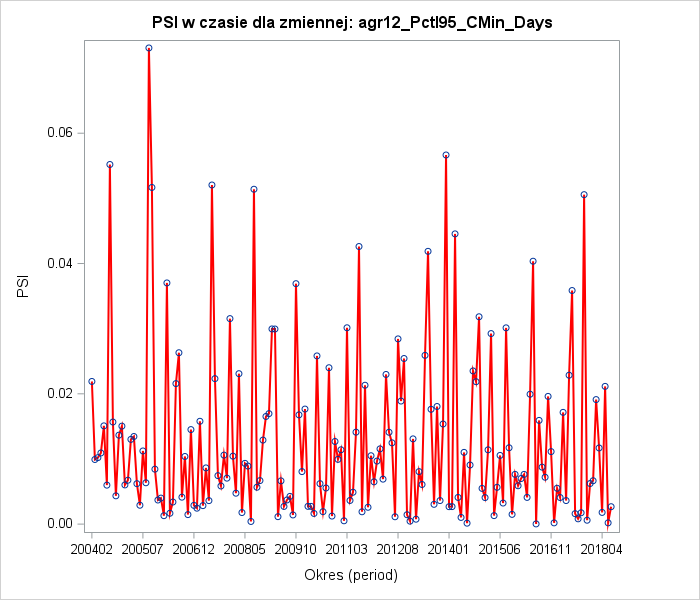 PSI w czasie dla zmiennej: agr12_Pctl95_CMin_Days
0.06
0.04
0.02
0.00
PSI
200402 200507 200612 200805 200910 201103 201208 201401 201506 201611 201804
Okres (period)